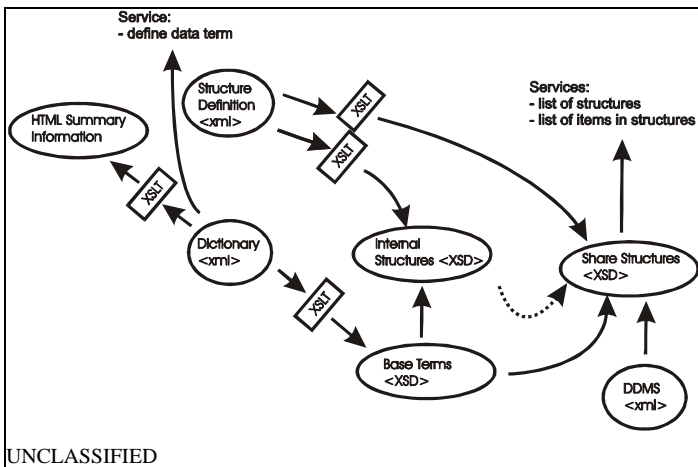 Service:
- define data term
Structure
Definition
<xml>
XSLT
Services:
- list of structures
- list of items in structures
HTML Summary
Information
XSLT
XSLT
Dictionary
<xml>
Internal
Structures <XSD>
Share Structures
<XSD>
XSLT
Base Terms
<XSD>
DDMS
<xml>
UNCLASSIFIED